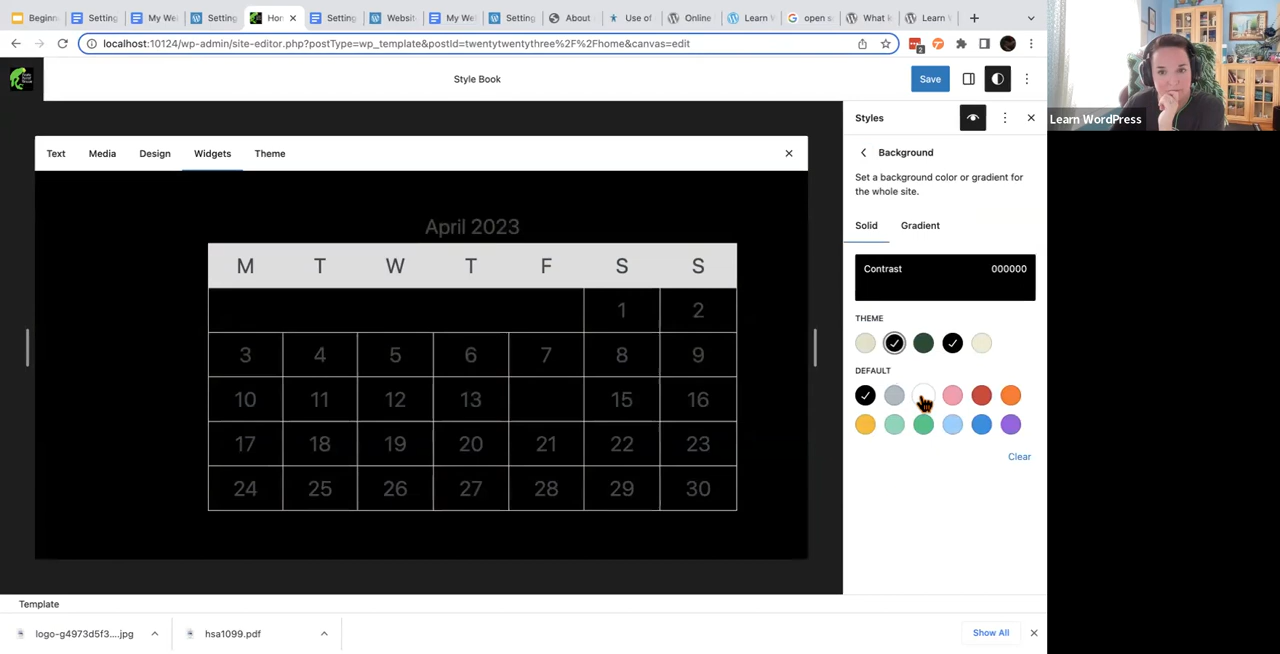 Beginn
Setting
My We
Setting
Hon
Setting
Websit
My We
Setting
About
Use of
Online
Learn V
open s
What i
Learn V
localhost:10124/wp-admin/site-editor.php?postType=wp_template&postId=twentytwentythree%2F%2Fhome&canvas=edit
2
Style Book
Save
Learn WordPress
Styles
Text
Media
Design
Widgets
Theme
Background
Set a background color or gradient for
the whole site.
Solid
Gradient
Contrast
000000
THEME
DEFAULT
Clear
April 2023
M T W T F S S
1 2
3 4 5 6 7 8 9
10 11 12 13 15 16
17 18 19 20 21 22 23
24 25 26 27 28 29 30
Template
logo-g4973d5f3....jpg
hsa1099.pdf
Show All